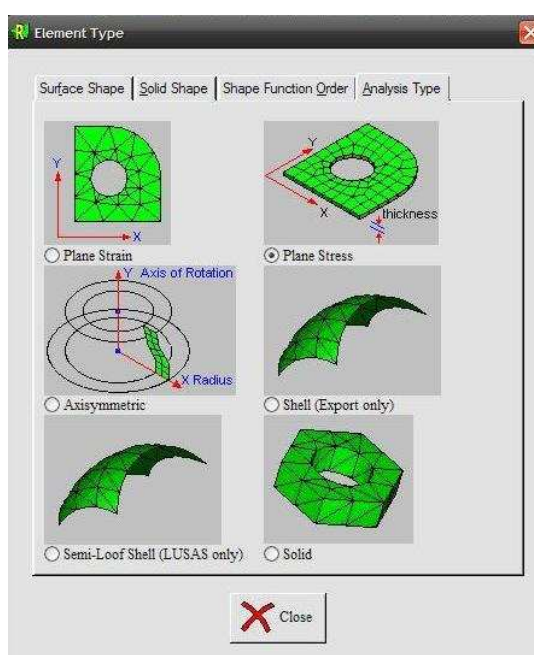 Element Type
Surface Shape Solid Shape Shape Function Order Analysis Type
Y
X
Plane Strain
Y
X
thickness
Plane Stress
Y Axis of Rotation
X Radius
Axisymmetric
Shell (Export only)
Semi-Loof Shell (LUSAS only)
Solid
Close